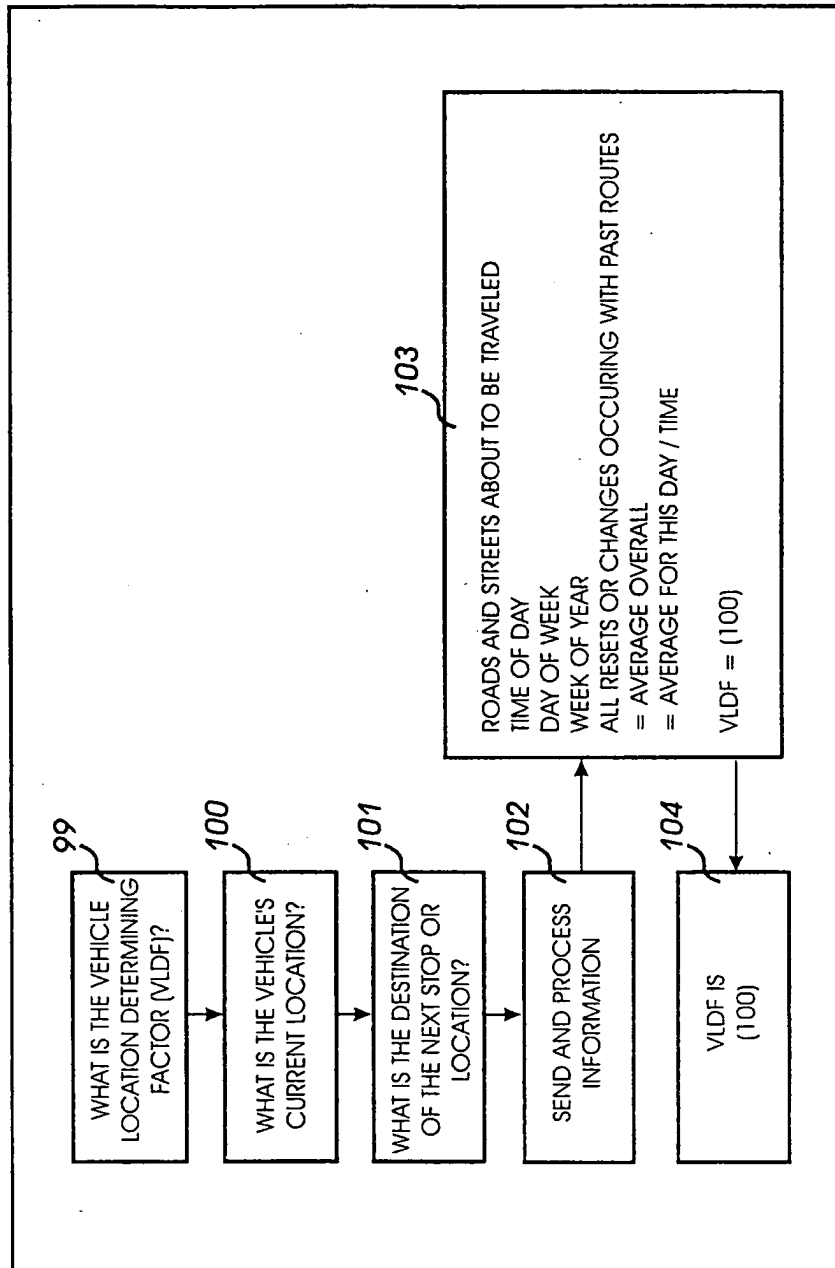 99
WHAT IS THE VEHICLE
LOCATION DETERMINING
FACTOR (VLDF)?
100
WHAT IS THE VEHICLE'S
CURRENT LOCATION?
101
WHAT IS THE DESTINATION
OF THE NEXT STOP OR
LOCATION?
102
SEND AND PROCESS
INFORMATION
103
ROADS AND STREETS ABOUT TO BE TRAVELED
TIME OF DAY
DAY OF WEEK
WEEK OF YEAR
ALL RESETS OR CHANGES OCCURING WITH PAST ROUTES
= AVERAGE OVERALL
= AVERAGE FOR THIS DAY / TIME
VLDF = (100)
104
VLDF IS
(100)